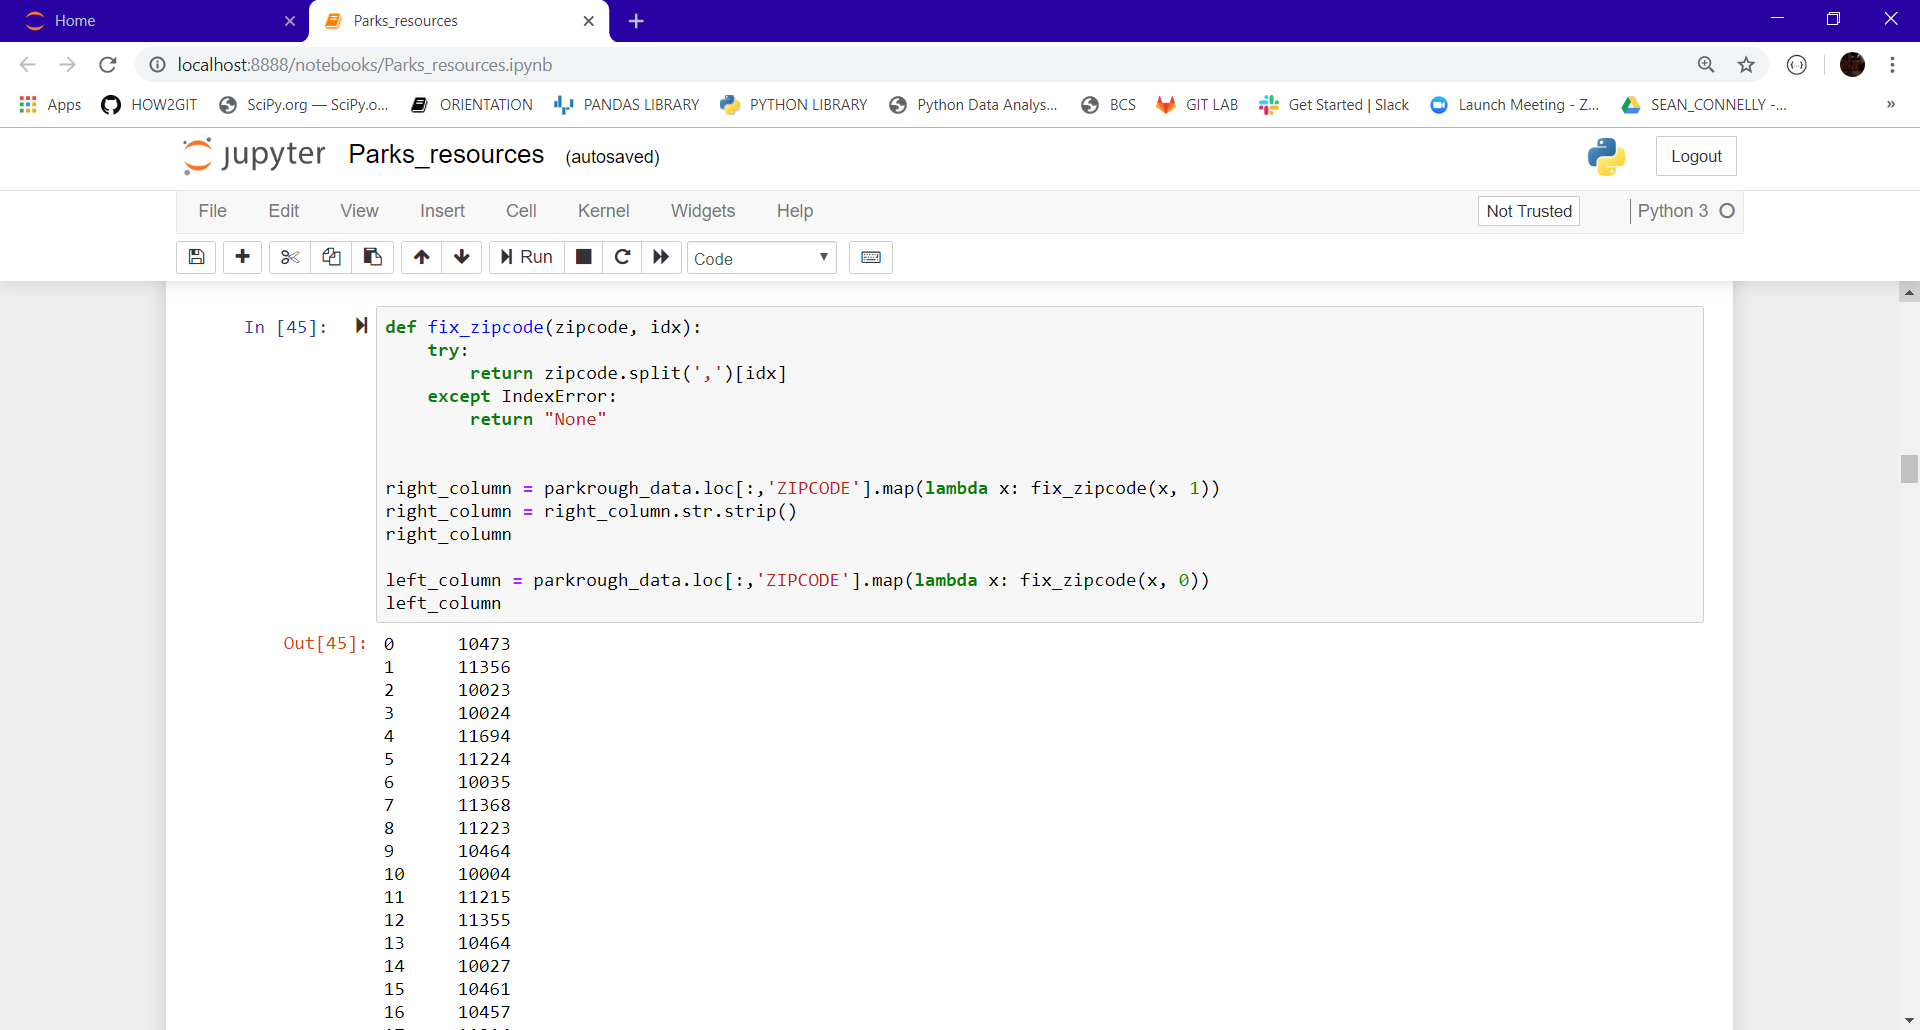 Home
Parks_resources
localhost:8888/notebooks/Parks_resources.ipynb
Apps HOW2GIT SciPy.org — SciPy.o... ORIENTATION PANDAS LIBRARY PYTHON LIBRARY Python Data Analys... BCS GIT LAB Get Started | Slack Launch Meeting - Z... SEAN_CONNELLY -... »
jupyter Parks_resources (autosaved) Logout
File Edit View Insert Cell Kernel Widgets Help Not Trusted Python 3
Run Code
In [45]: def fix_zipcode(zipcode, idx):
    try:
        return zipcode.split(',')[idx]
    except IndexError:
        return "None"
right_column = parkrough_data.loc[:,'ZIPCODE'].map(lambda x: fix_zipcode(x, 1))
right_column = right_column.str.strip()
right_column
left_column = parkrough_data.loc[:,'ZIPCODE'].map(lambda x: fix_zipcode(x, 0))
left_column
Out[45]: 0 10473
1 11356
2 10023
3 10024
4 11694
5 11224
6 10035
7 11368
8 11223
9 10464
10 10004
11 11215
12 11355
13 10464
14 10027
15 10461
16 10457